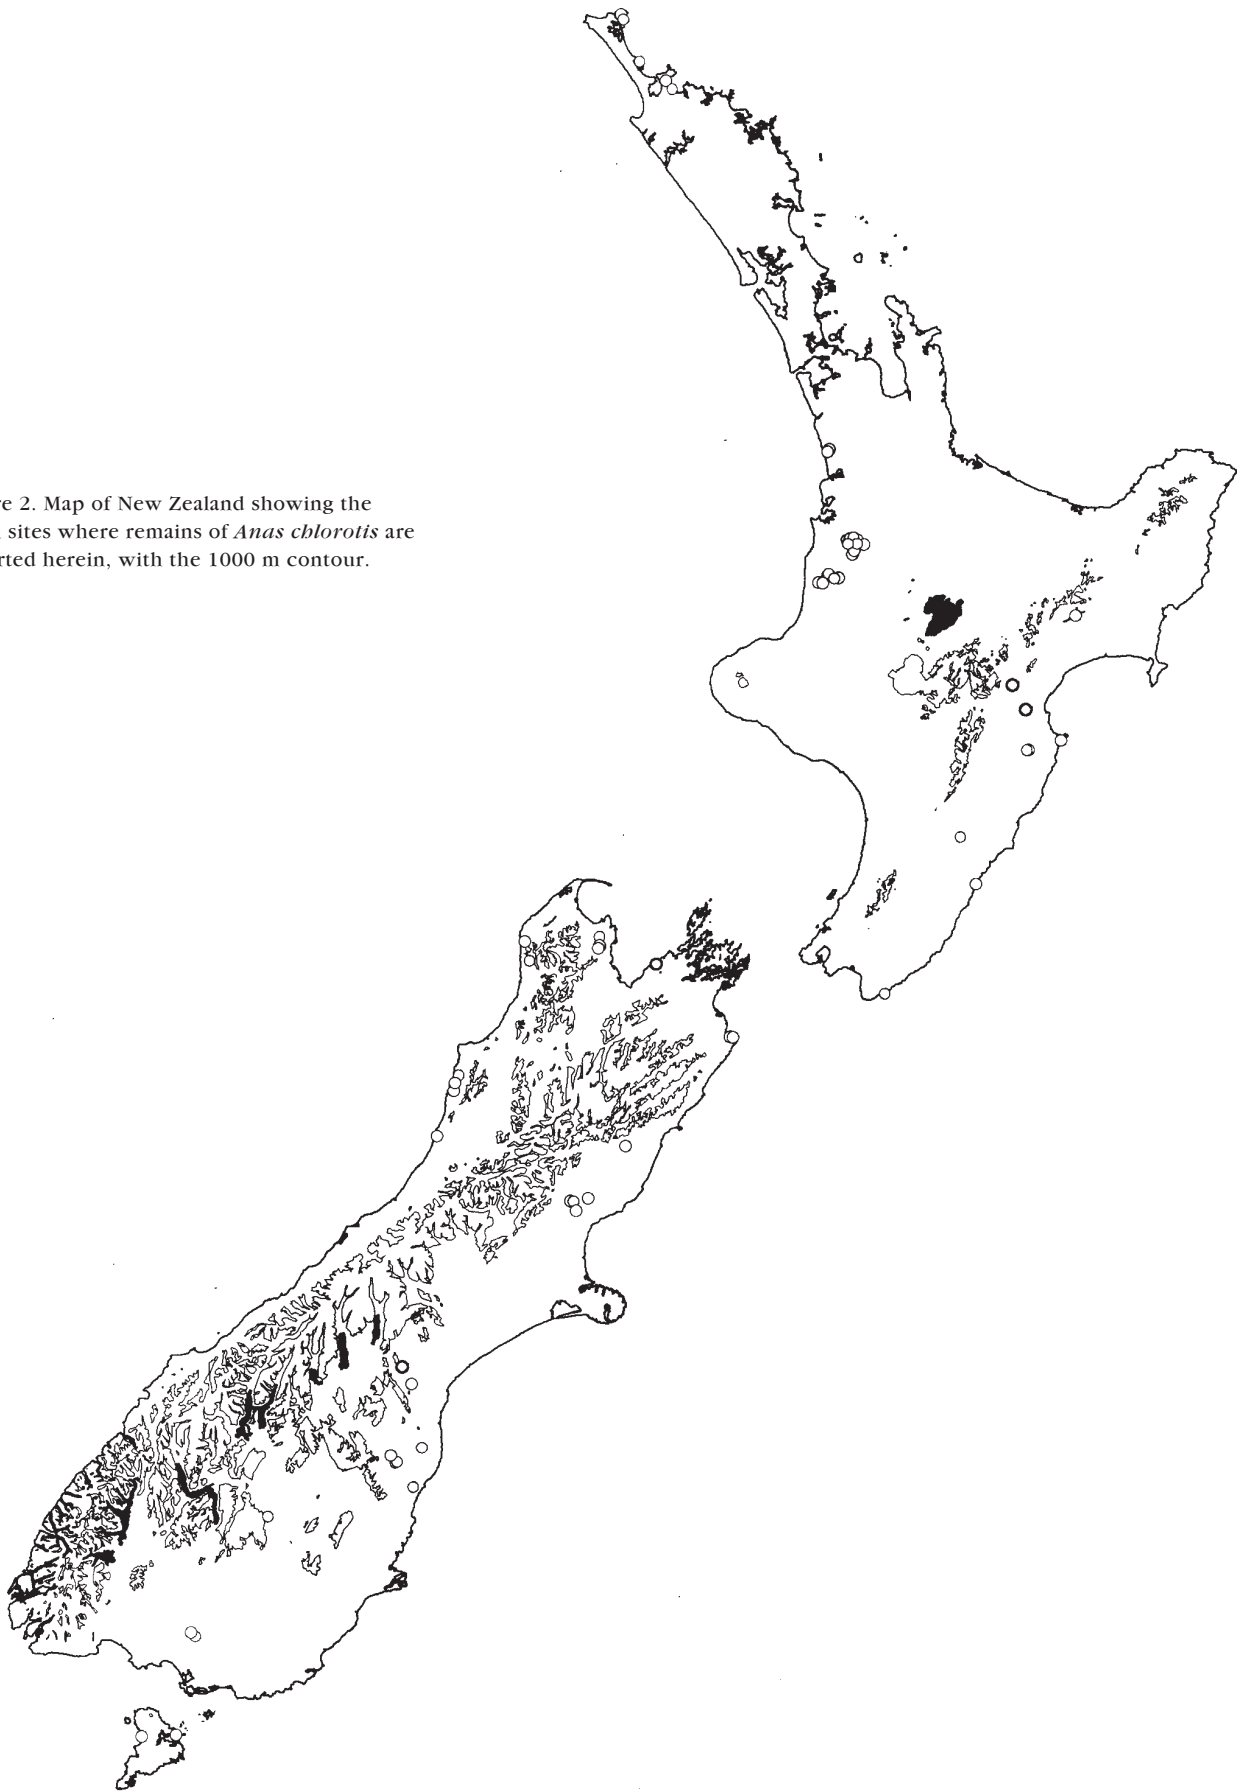 e 2. Map of New Zealand showing the
sites where remains of Anas chlorotis are
rted herein, with the 1000 m contour.